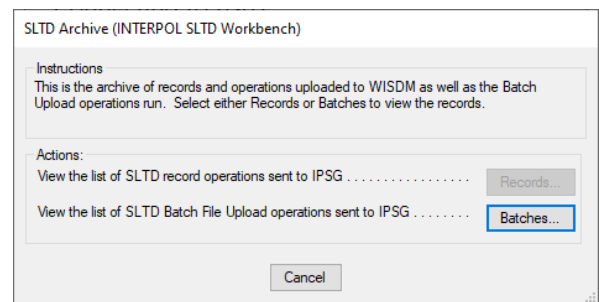 SLTD Archive (INTERPOL SLTD Workbench)
Instructions
This is the archive of records and operations uploaded to WISDM as well as the Batch
Upload operations run.  Select either Records or Batches to view the records.
Actions:
View the list of SLTD record operations sent to IPSG . . . . . . . . . . . . . . . . . Records...
View the list of SLTD Batch File Upload operations sent to IPSG . . . . . . . . Batches...
Cancel